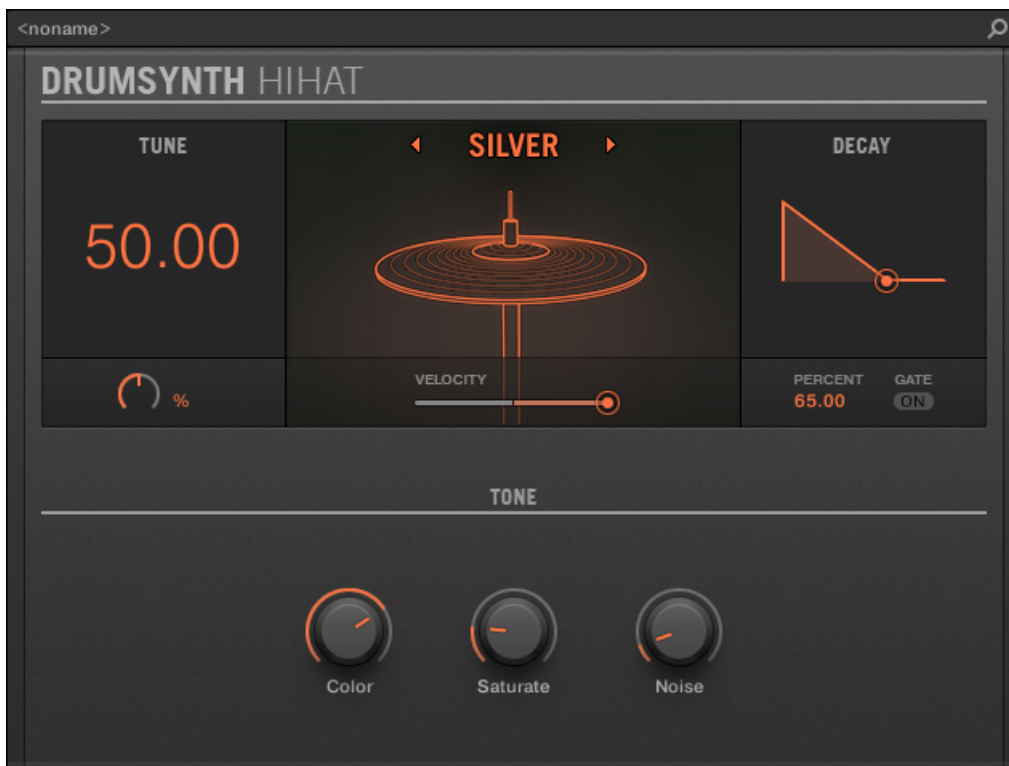 <noname>
DRUMSYNTH HIHAT
TUNE
SILVER
DECAY
50.00
%
VELOCITY
PERCENT GATE
65.00 ON
TONE
Color Saturate Noise